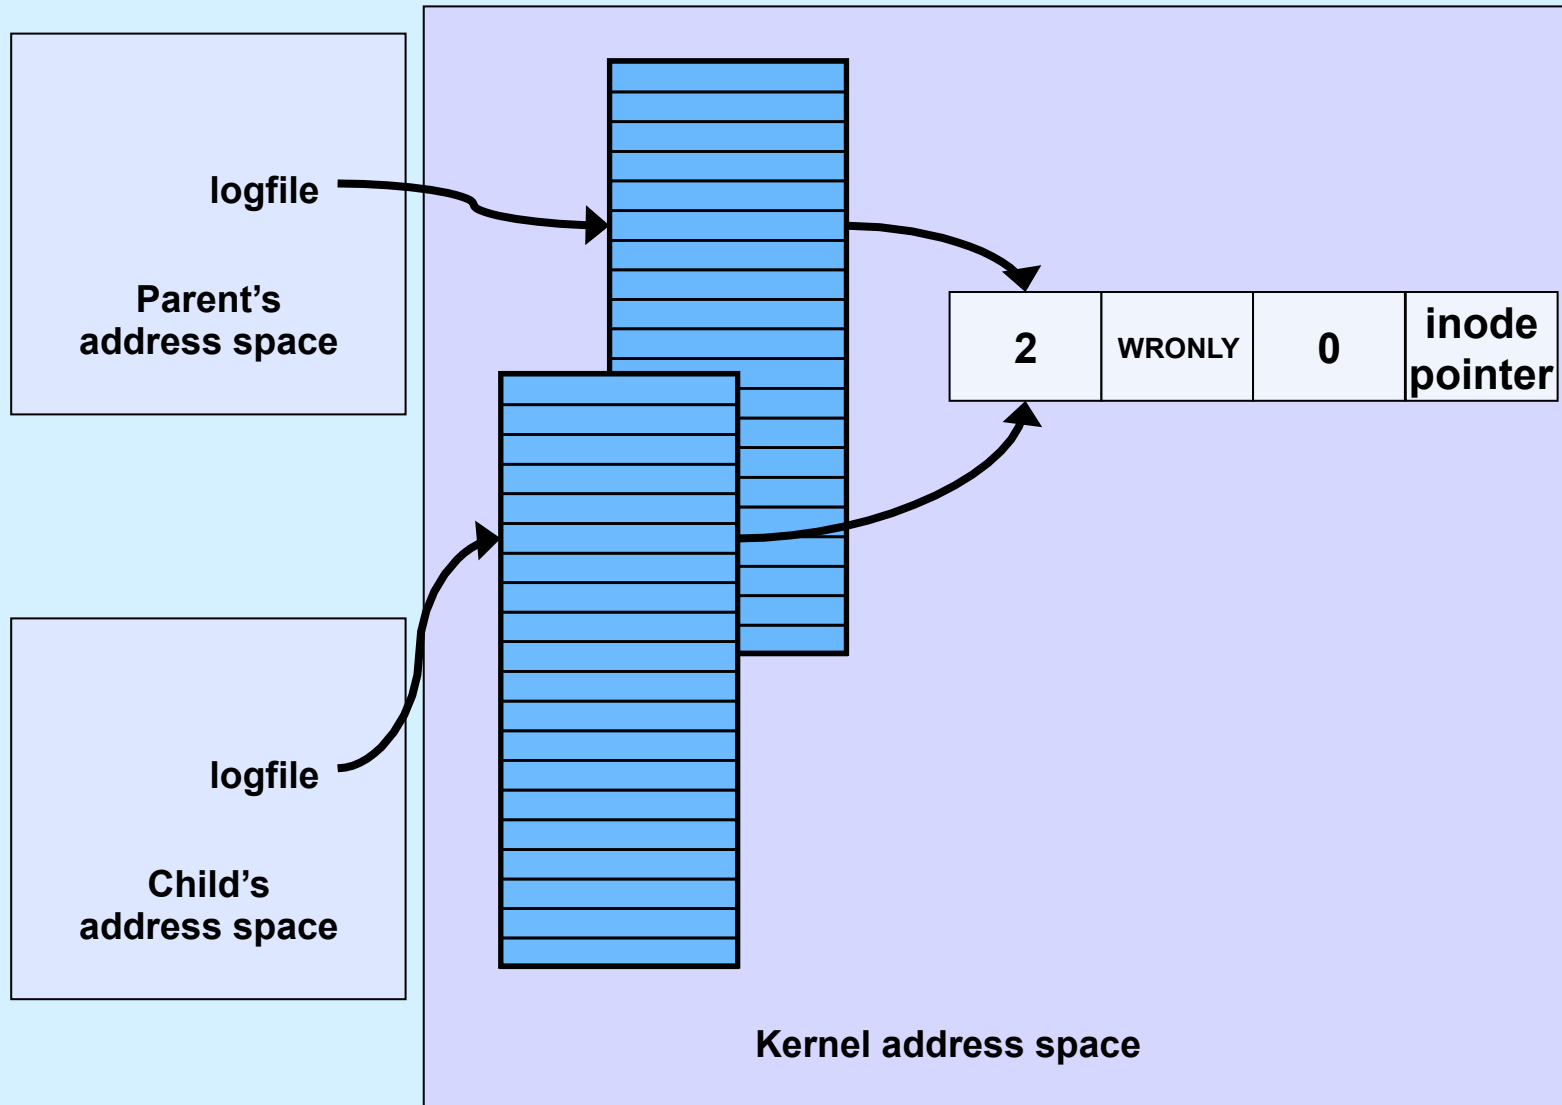 logfile
Parent’s
address space
2
WRONLY
0
inode
pointer
logfile
Child’s
address space
Kernel address space